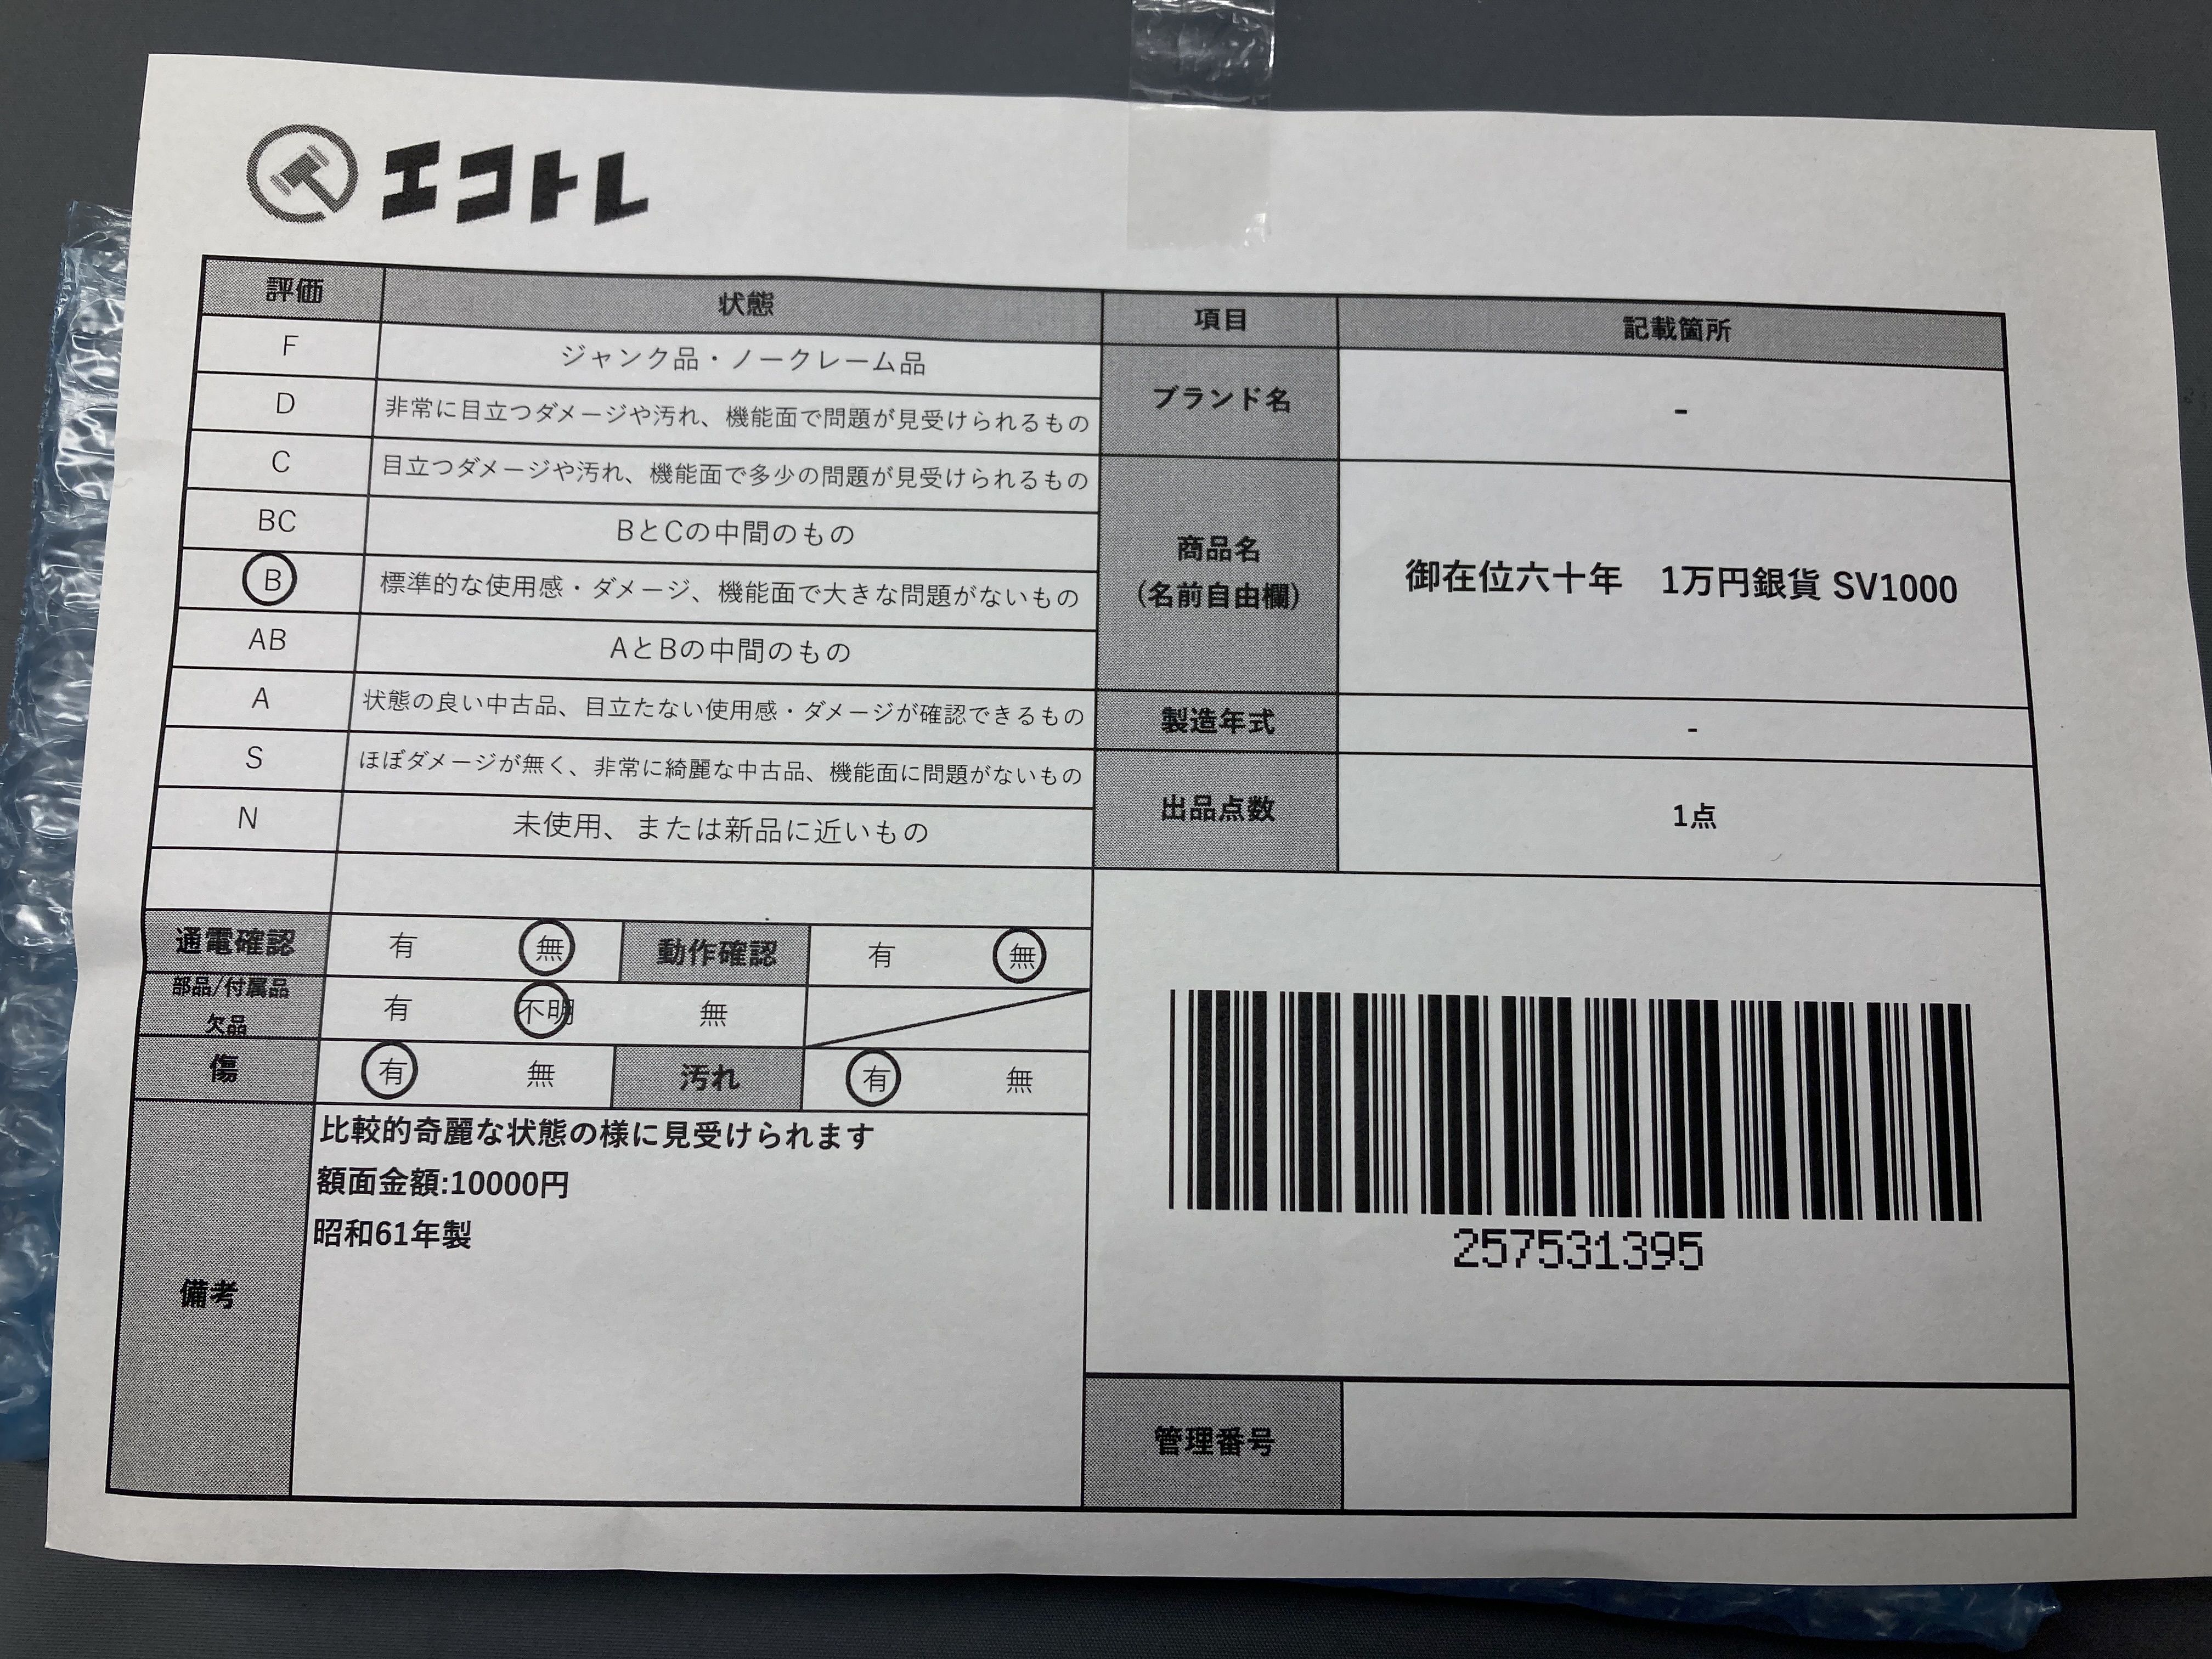 エコトレ
評価 状態
F ジャンク品・ノークレーム品
D 非常に目立つダメージや汚れ、機能面で問題が見受けられるもの
C 目立つダメージや汚れ、機能面で多少の問題が見受けられるもの
BC BとCの中間のもの
B 標準的な使用感・ダメージ、機能面で大きな問題がないもの
AB AとBの中間のもの
A 状態の良い中古品、目立たない使用感・ダメージが確認できるもの
S ほぼダメージが無く、非常に綺麗な中古品、機能面に問題がないもの
N 未使用、または新品に近いもの
通電確認 有 無 動作確認 有 無
部品/付属品
欠品 有 不明 無
傷 有 無 汚れ 有 無
備考
比較的奇麗な状態の様に見受けられます
額面金額:10000円
昭和61年製
項目 記載箇所
ブランド名 -
商品名
(名前自由欄)
御在位六十年 1万円銀貨 SV1000
製造年式 -
出品点数 1点
257531395
管理番号